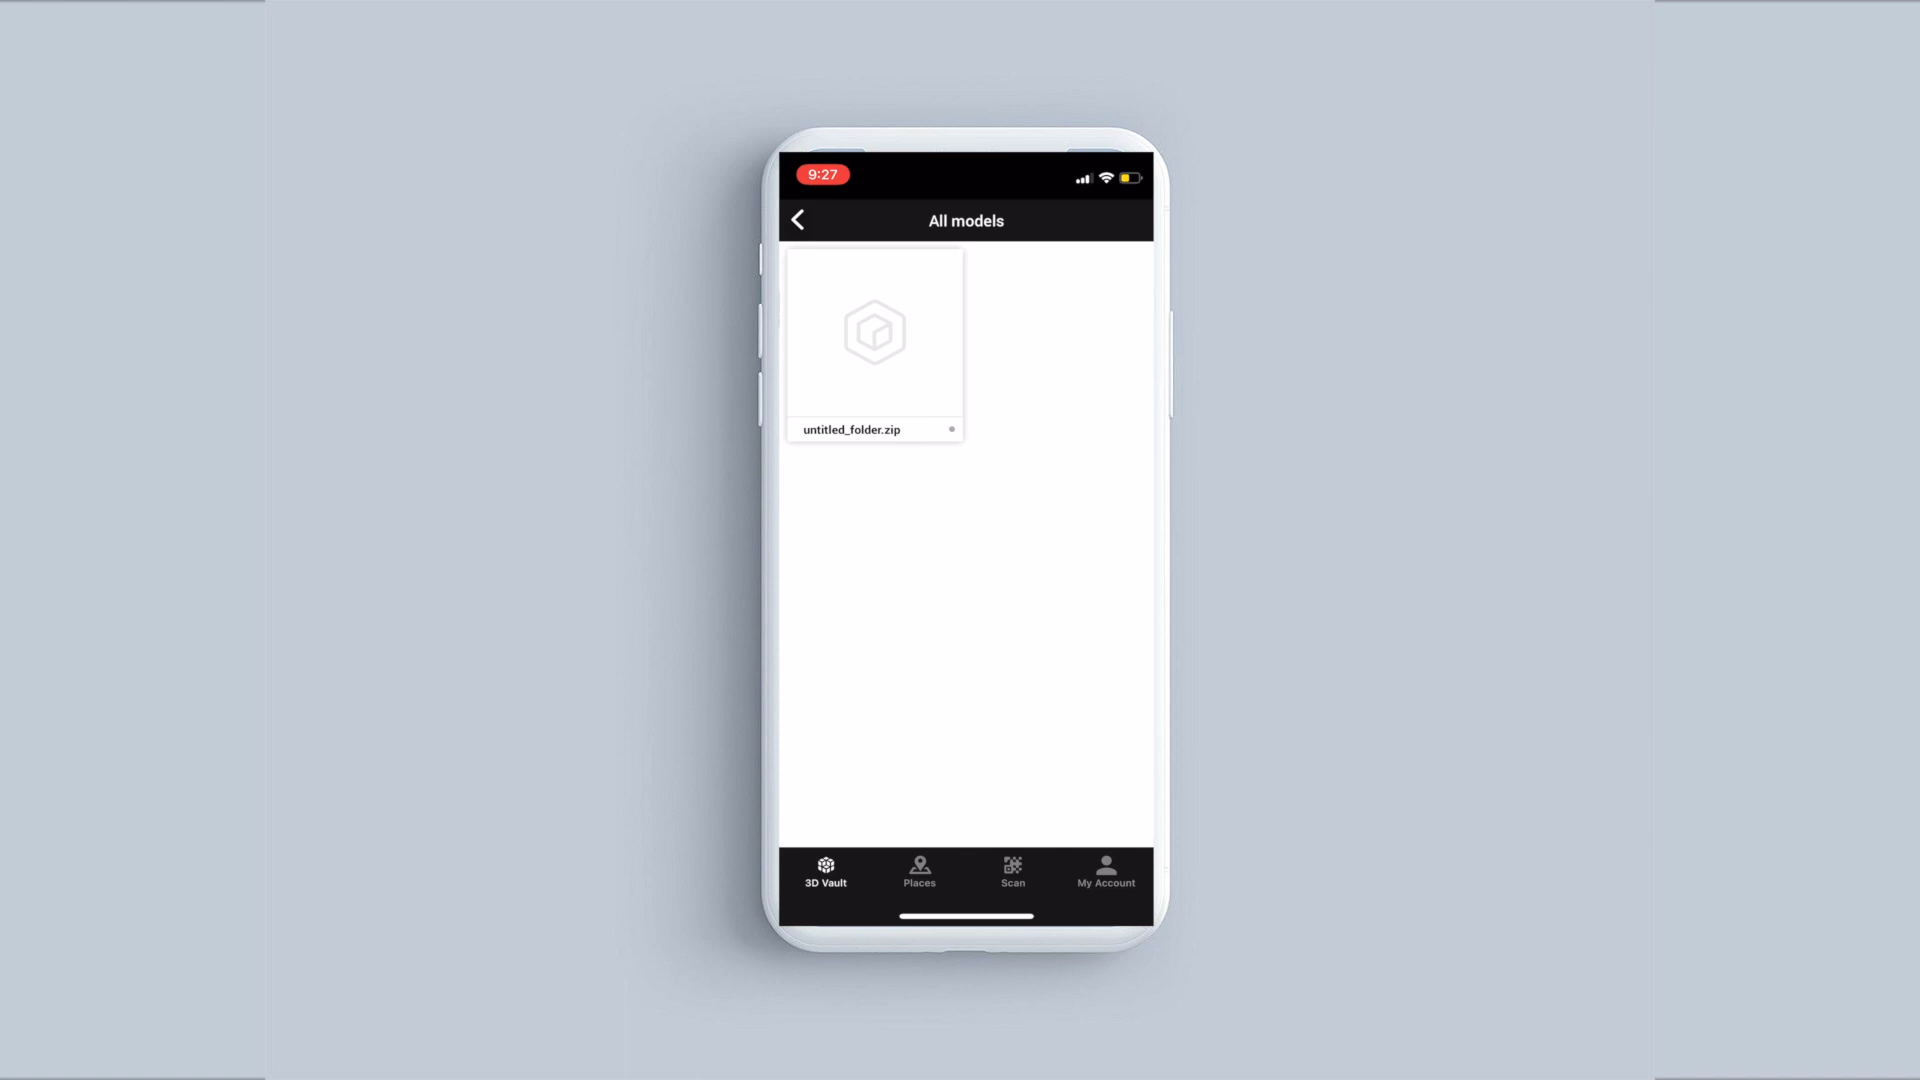 9:27
All models
untitled_folder.zip
3D Vault
Places
Scan
My Account